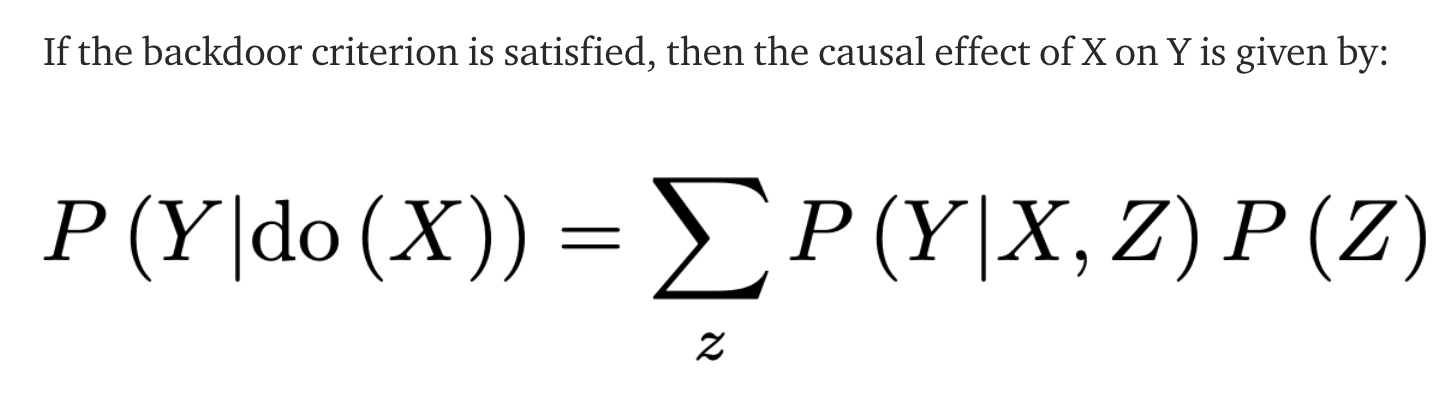 If the backdoor criterion is satisfied, then the causal effect of X on Y is given by:
P (Y|do (X)) = ∑ P (Y|X, Z) P (Z)
z